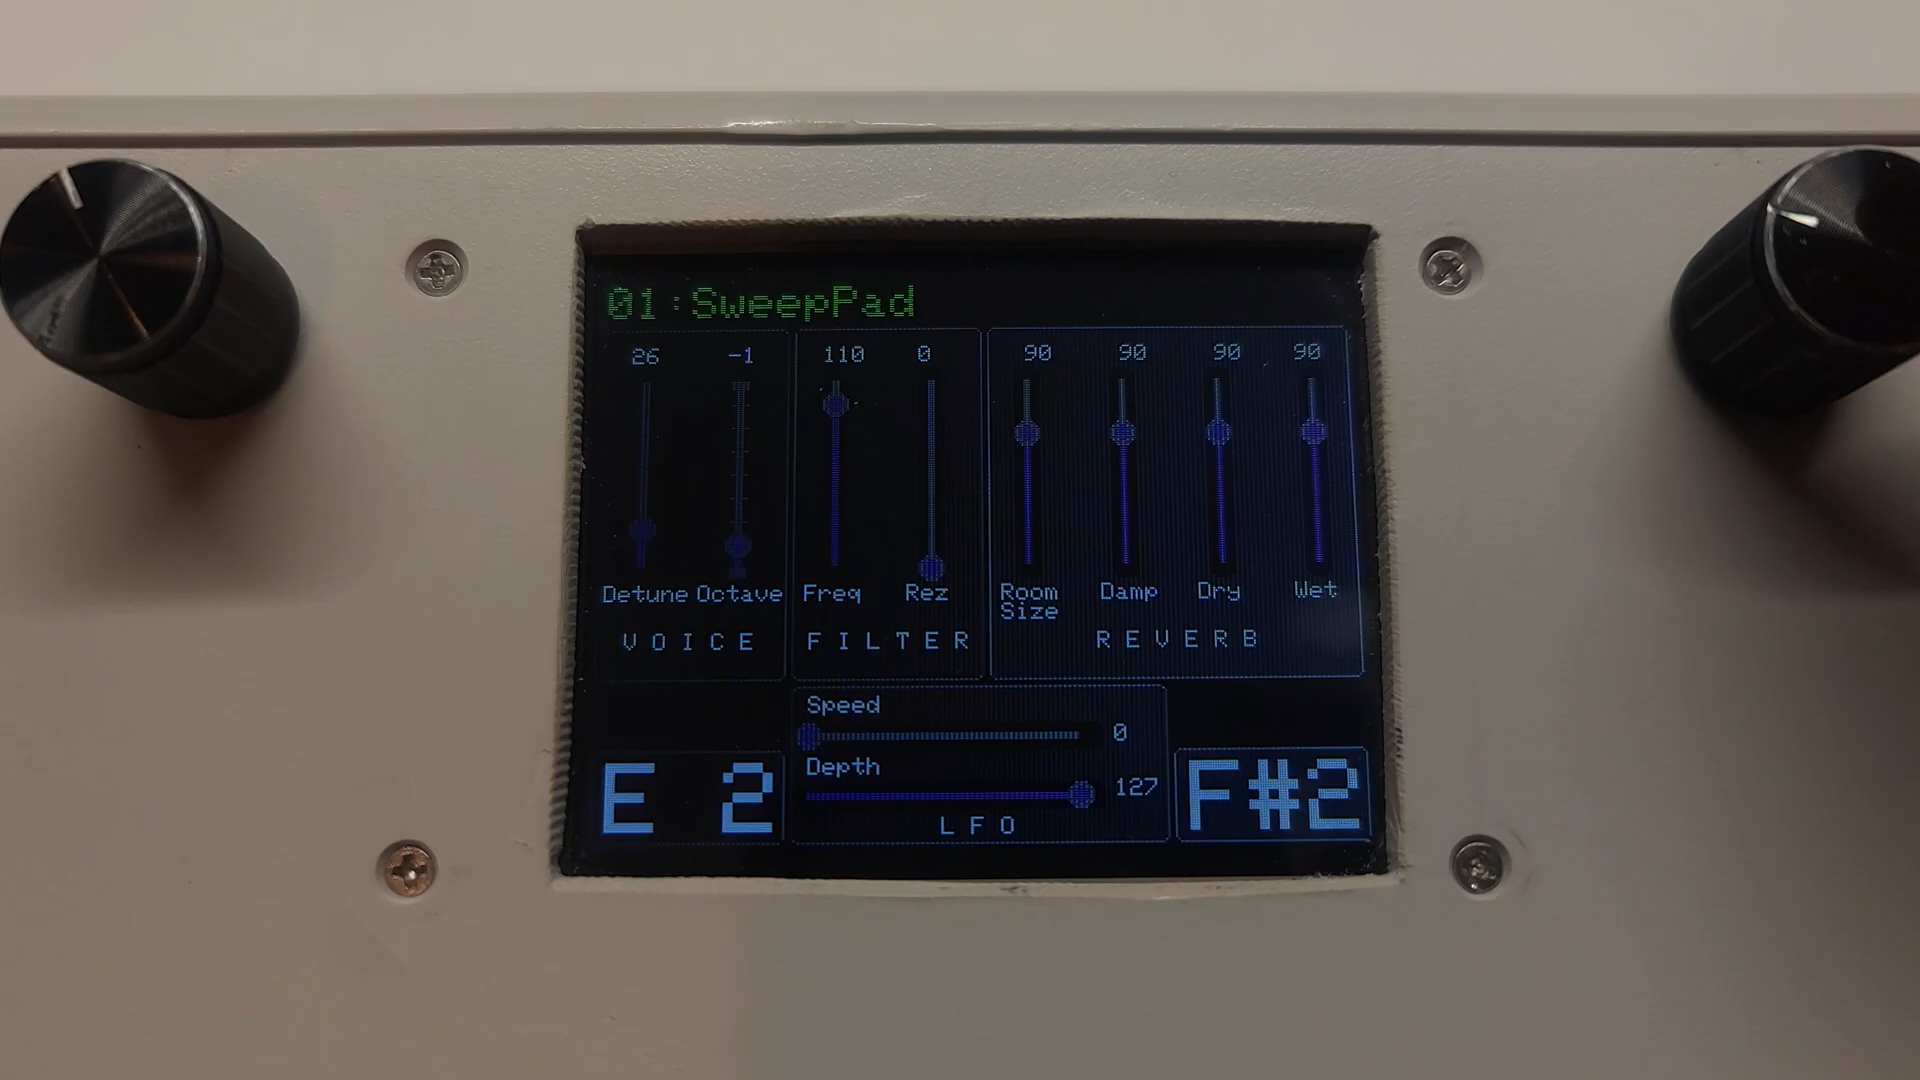 01:SweepPad
26 -1 110 0 90 90 90 90
Detune Octave Freq Rez Room Size Damp Dry Wet
VOICE FILTER REVERB
Speed
0
Depth
127
LFO
E 2
F#2